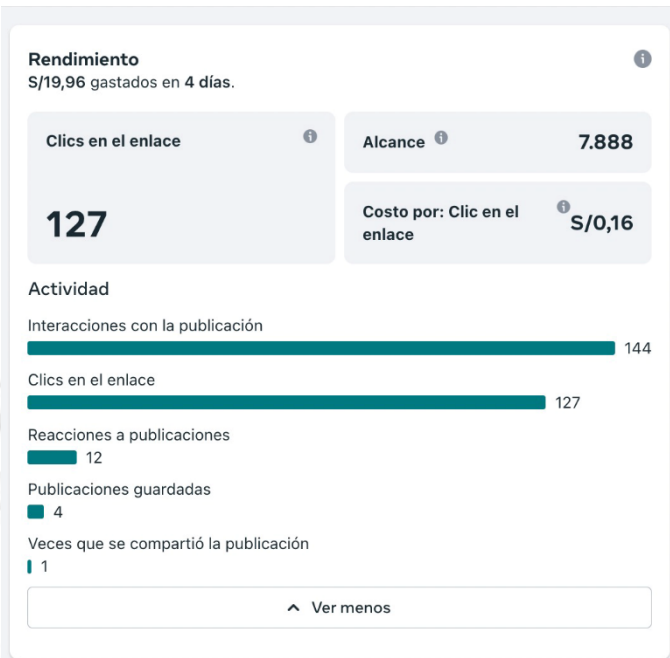 Rendimiento
S/19,96 gastados en 4 días.
Clics en el enlace
127
Alcance
7.888
Costo por: Clic en el
enlace
S/0,16
Actividad
Interacciones con la publicación
144
Clics en el enlace
127
Reacciones a publicaciones
12
Publicaciones guardadas
4
Veces que se compartió la publicación
1
Ver menos